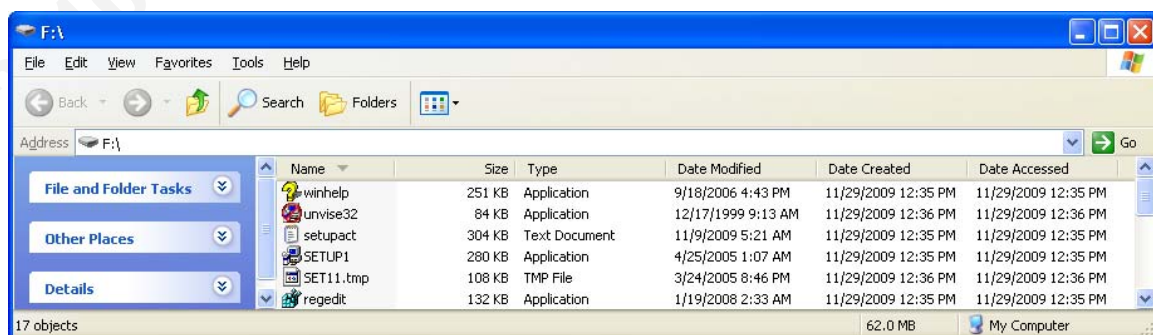 F:\
File Edit View Favorites Tools Help
Back Search Folders
Address F:\ Go
Name Size Type Date Modified Date Created Date Accessed
File and Folder Tasks
Other Places
Details
winhelp 251 KB Application 9/18/2006 4:43 PM 11/29/2009 12:35 PM 11/29/2009 12:35 PM
unvise32 84 KB Application 12/17/1999 9:13 AM 11/29/2009 12:36 PM 11/29/2009 12:36 PM
setupact 304 KB Text Document 11/9/2009 5:21 AM 11/29/2009 12:35 PM 11/29/2009 12:35 PM
SETUP1 280 KB Application 4/25/2005 1:07 AM 11/29/2009 12:36 PM 11/29/2009 12:36 PM
SET11.tmp 108 KB TMP File 3/24/2005 8:46 PM 11/29/2009 12:36 PM 11/29/2009 12:36 PM
regedit 132 KB Application 1/19/2008 2:33 AM 11/29/2009 12:35 PM 11/29/2009 12:35 PM
17 objects 62.0 MB My Computer